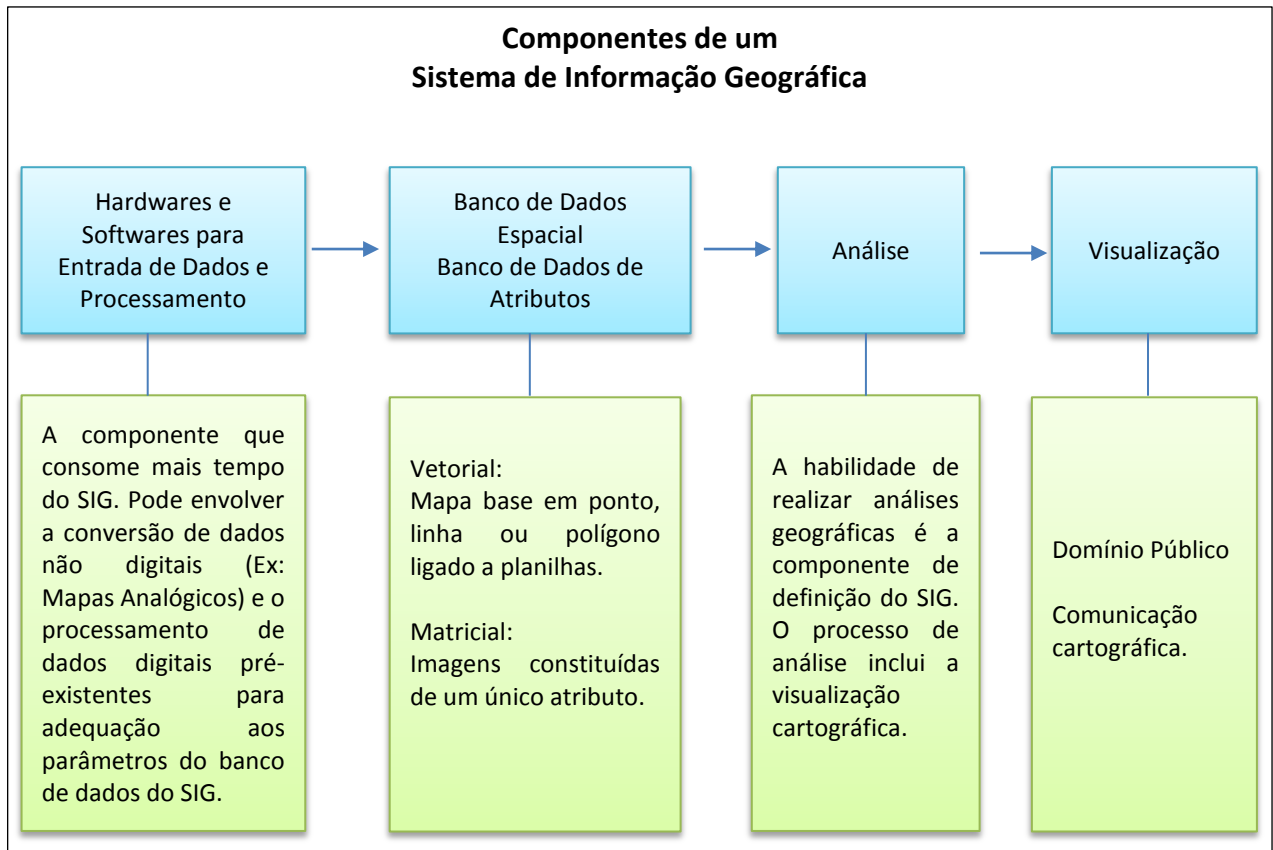 Componentes de um
Sistema de Informação Geográfica
Hardwares e
Softwares para
Entrada de Dados e
Processamento
Banco de Dados
Espacial
Banco de Dados de
Atributos
Análise
Visualização
A componente que
consome mais tempo
do SIG. Pode envolver
a conversão de dados
não digitais (Ex:
Mapas Analógicos) e o
processamento de
dados digitais pré-
existentes para
adequação aos
parâmetros do banco
de dados do SIG.
Vetorial:
Mapa base em ponto,
linha ou polígono
ligado a planilhas.
Matricial:
Imagens constituídas
de um único atributo.
A habilidade de
realizar análises
geográficas é a
componente de
definição do SIG.
O processo de
análise inclui a
visualização
cartográfica.
Domínio Público
Comunicação
cartográfica.